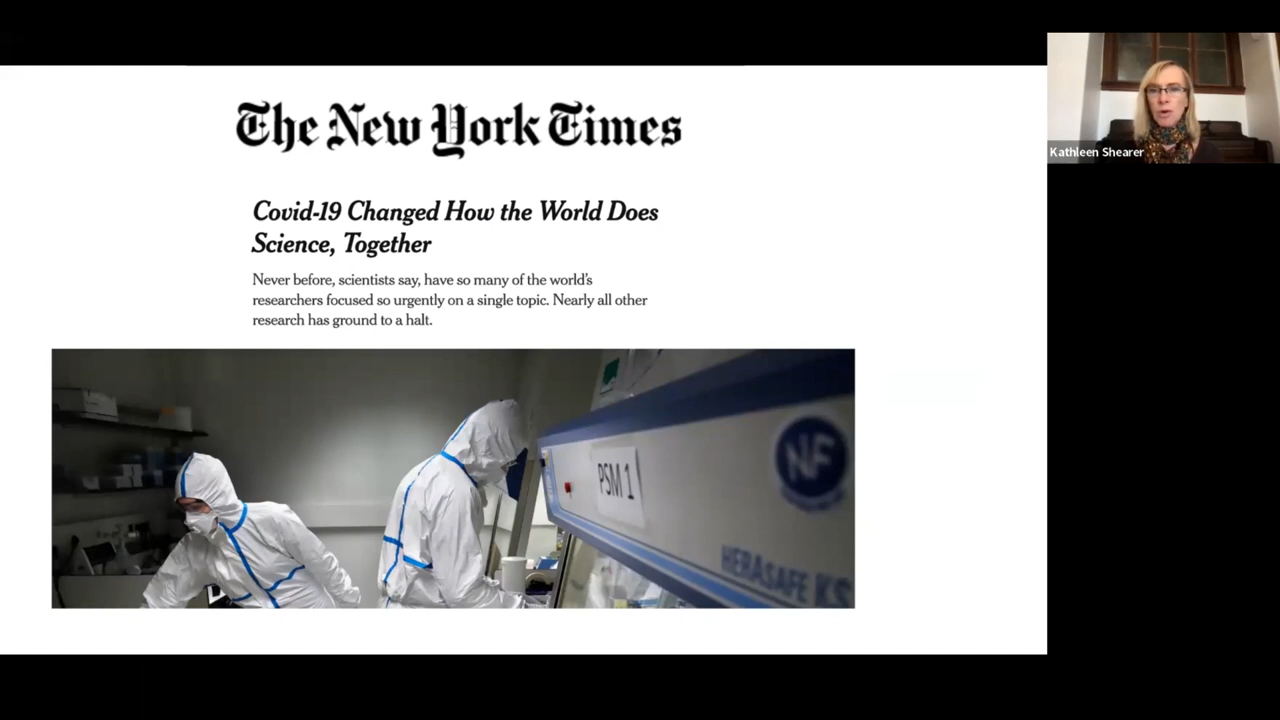 The New York Times
Kathleen Shearer
Covid-19 Changed How the World Does
Science, Together
Never before, scientists say, have so many of the world's
researchers focused so urgently on a single topic. Nearly all other
research has ground to a halt.
PSM 1
NF
HERASAFE KS